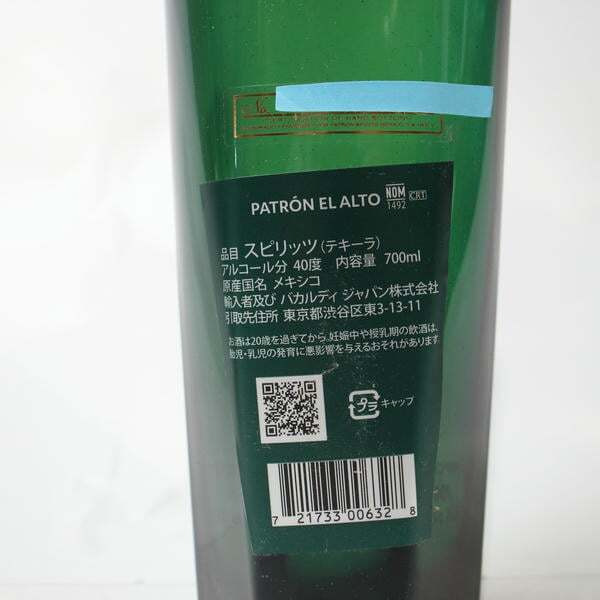 No.
PATRÓN EL ALTO NOM 1492 CRT
品目 スピリッツ(テキーラ)
アルコール分 40度 内容量 700ml
原産国名 メキシコ
輸入者及び バカルディ ジャパン株式会社
引取先住所 東京都渋谷区東3-13-11
お酒は20歳を過ぎてから。妊娠中や授乳期の飲酒は、
胎児・乳児の発育に悪影響を与えるおそれがあります。
プラ キャップ
7 21733 00632 8